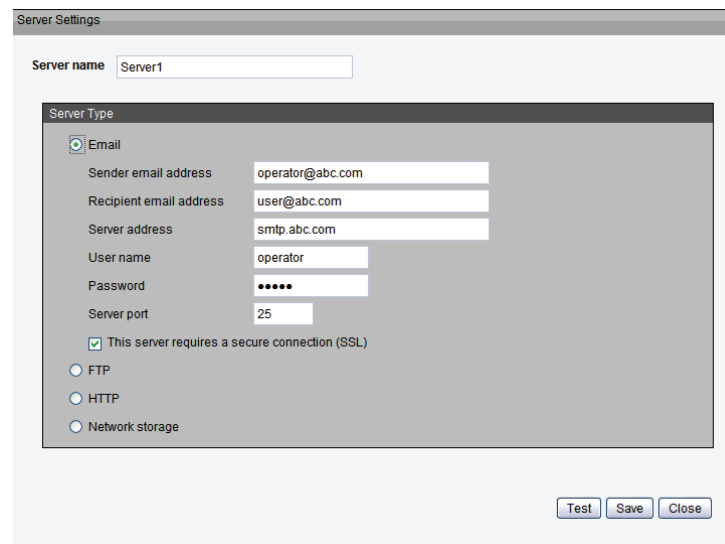 Server Settings
Server name Server1
Server Type
Email
Sender email address operator@abc.com
Recipient email address user@abc.com
Server address smtp.abc.com
User name operator
Password •••••
Server port 25
This server requires a secure connection (SSL)
FTP
HTTP
Network storage
Test Save Close